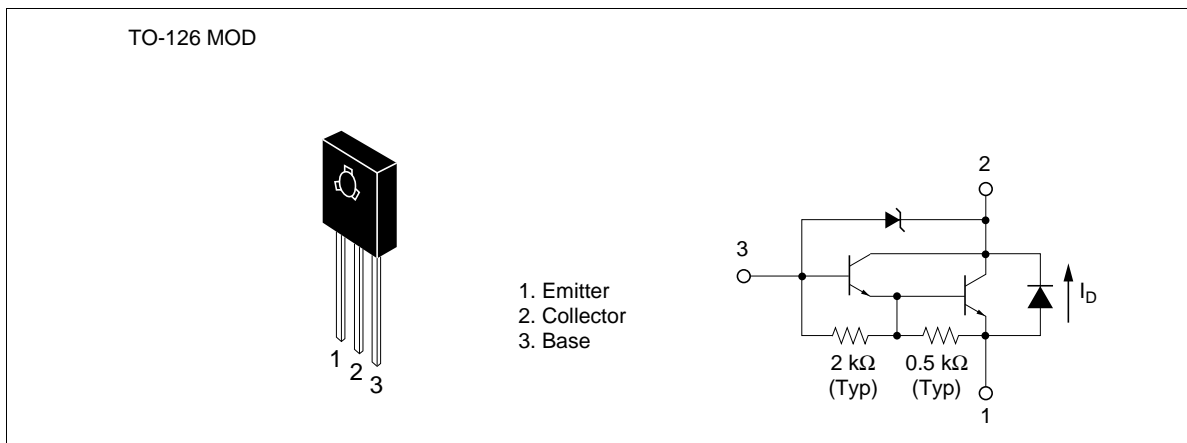 TO-126 MOD
1
2
3
1. Emitter
2. Collector
3. Base
2
3
I_D
2 kΩ
(Typ)
0.5 kΩ
(Typ)
1